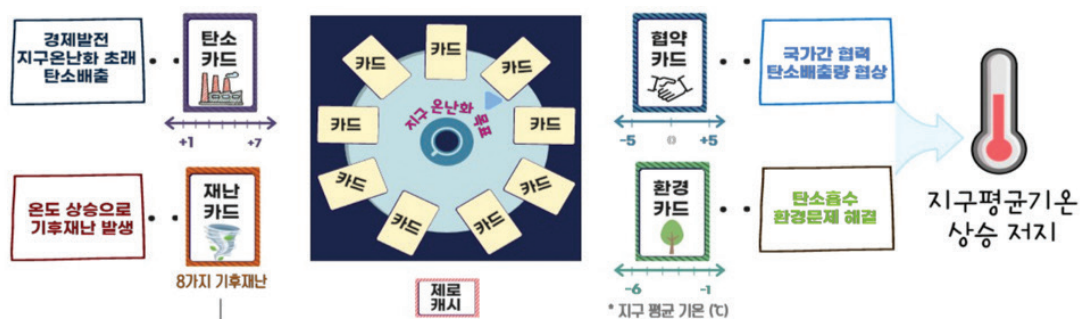 경제발전
지구온난화 초래
탄소배출
탄소
카드
+1
+7
온도 상승으로
기후재난 발생
재난
카드
8가지 기후재난
카드
카드
카드
카드
카드
카드
카드
카드
카드
지구 온난화 목표
제로
캐시
협약
카드
-5
0
+5
국가간 협력
탄소배출량 협상
환경
카드
-6
-1
* 지구 평균 기온 (℃)
탄소흡수
환경문제 해결
지구평균기온
상승 저지